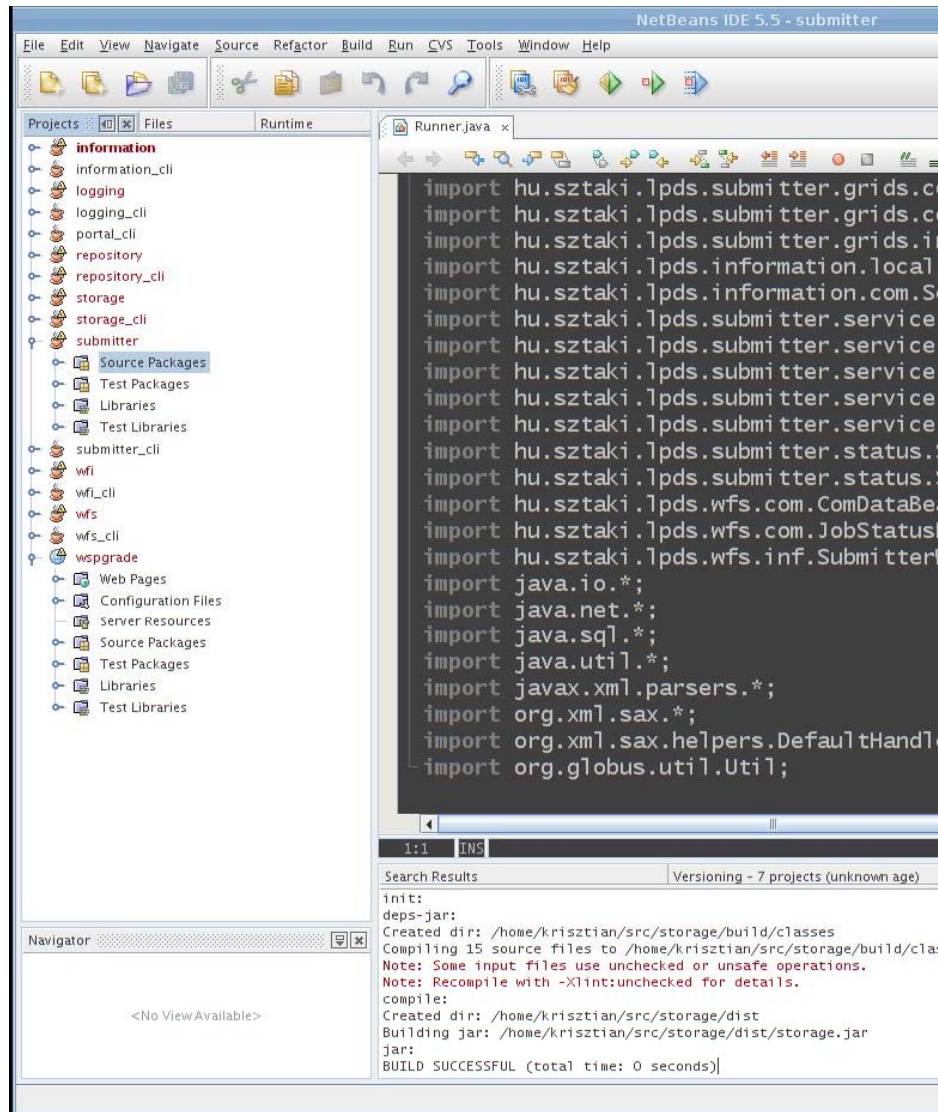 NetBeans IDE 5.5 - submitter
File Edit View Navigate Source Refactor Build Run CVS Tools Window Help
Projects Files Runtime
information
information_cli
logging
logging_cli
portal_cli
repository
repository_cli
storage
storage_cli
submitter
Source Packages
Test Packages
Libraries
Test Libraries
submitter_cli
wfi
wfi_cli
wfs
wfs_cli
wspgrade
Web Pages
Configuration Files
Server Resources
Source Packages
Test Packages
Libraries
Test Libraries
Navigator
<No View Available>
Runner.java
import hu.sztaki.lpds.submitter.grids.co
import hu.sztaki.lpds.submitter.grids.co
import hu.sztaki.lpds.submitter.grids.in
import hu.sztaki.lpds.information.local
import hu.sztaki.lpds.information.com.Se
import hu.sztaki.lpds.submitter.service
import hu.sztaki.lpds.submitter.service
import hu.sztaki.lpds.submitter.service
import hu.sztaki.lpds.submitter.service
import hu.sztaki.lpds.submitter.service
import hu.sztaki.lpds.submitter.status.S
import hu.sztaki.lpds.submitter.status.S
import hu.sztaki.lpds.wfs.com.ComDataBea
import hu.sztaki.lpds.wfs.com.JobStatusB
import hu.sztaki.lpds.wfs.inf.SubmitterW
import java.io.*;
import java.net.*;
import java.sql.*;
import java.util.*;
import javax.xml.parsers.*;
import org.xml.sax.*;
import org.xml.sax.helpers.DefaultHandle
import org.globus.util.Util;
1:1 INS
Search Results Versioning - 7 projects (unknown age)
init:
deps-jar:
Created dir: /home/krisztian/src/storage/build/classes
Compiling 15 source files to /home/krisztian/src/storage/build/clas
Note: Some input files use unchecked or unsafe operations.
Note: Recompile with -Xlint:unchecked for details.
compile:
Created dir: /home/krisztian/src/storage/dist
Building jar: /home/krisztian/src/storage/dist/storage.jar
jar:
BUILD SUCCESSFUL (total time: 0 seconds)